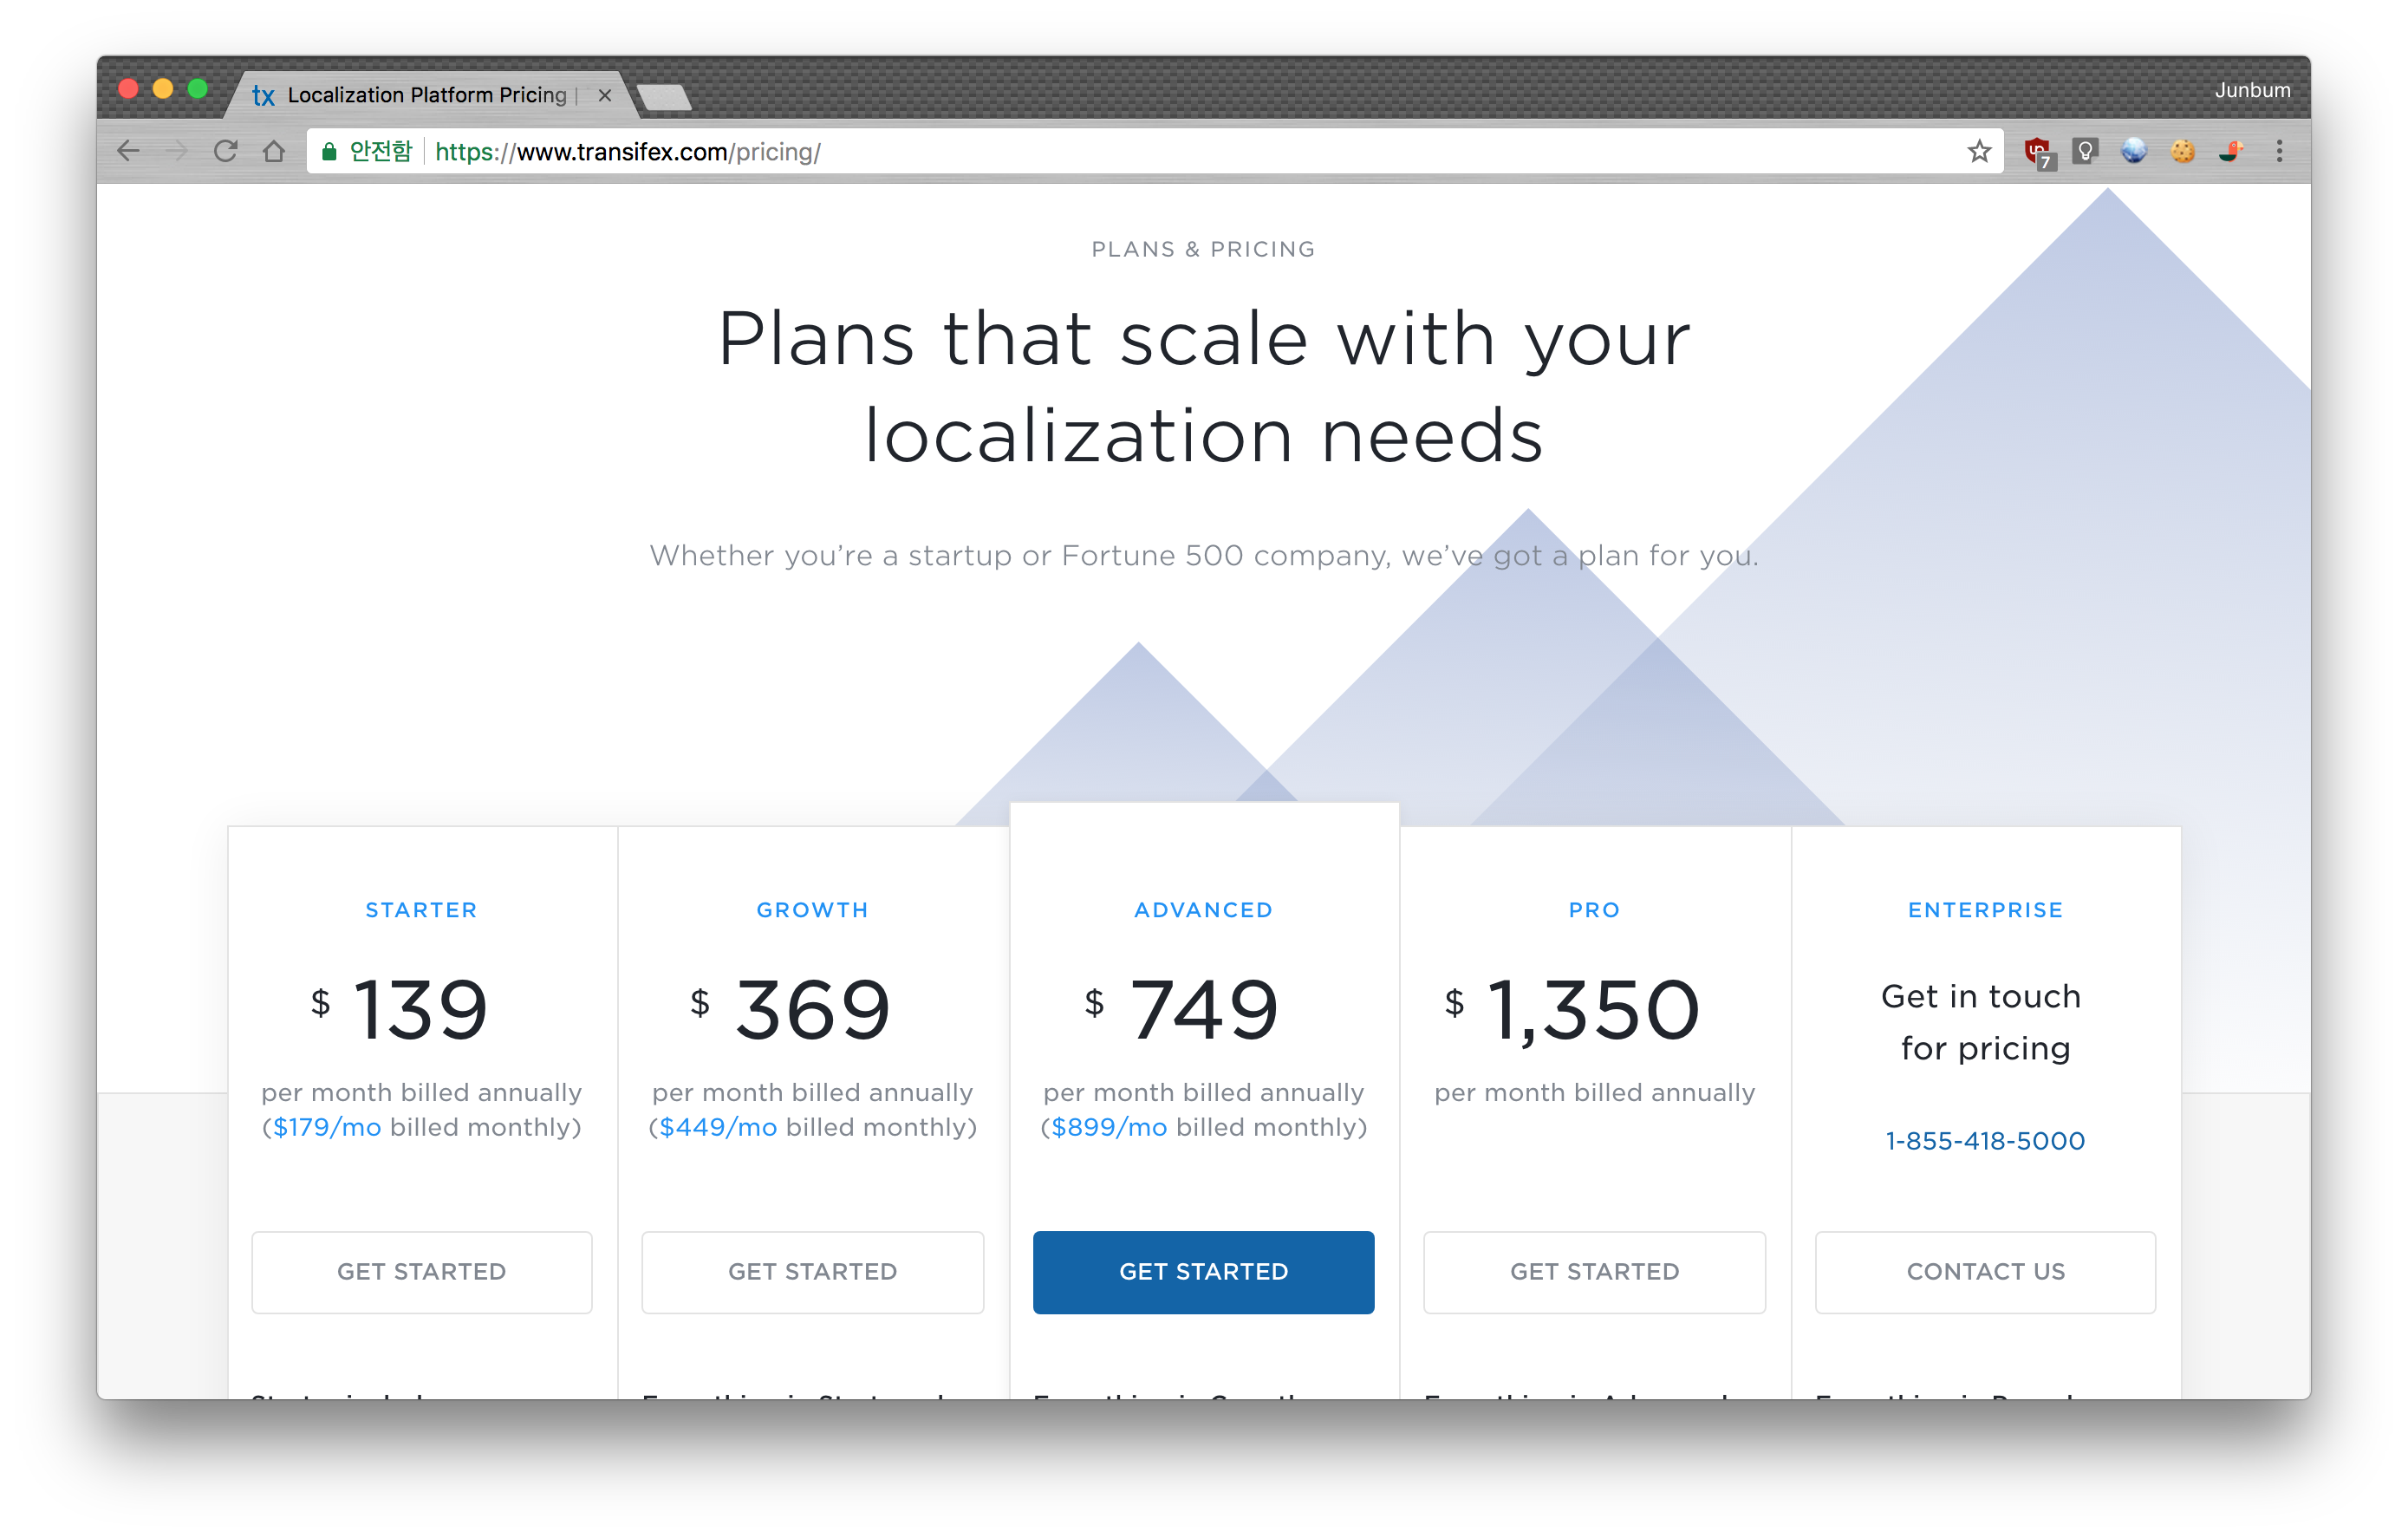 tx Localization Platform Pricing |
Junbum
안전함 https://www.transifex.com/pricing/
7
PLANS & PRICING
Plans that scale with your
localization needs
Whether you’re a startup or Fortune 500 company, we’ve got a plan for you.
STARTER
$ 139
per month billed annually
($179/mo billed monthly)
GET STARTED
GROWTH
$ 369
per month billed annually
($449/mo billed monthly)
GET STARTED
ADVANCED
$ 749
per month billed annually
($899/mo billed monthly)
GET STARTED
PRO
$ 1,350
per month billed annually
GET STARTED
ENTERPRISE
Get in touch
for pricing
1-855-418-5000
CONTACT US